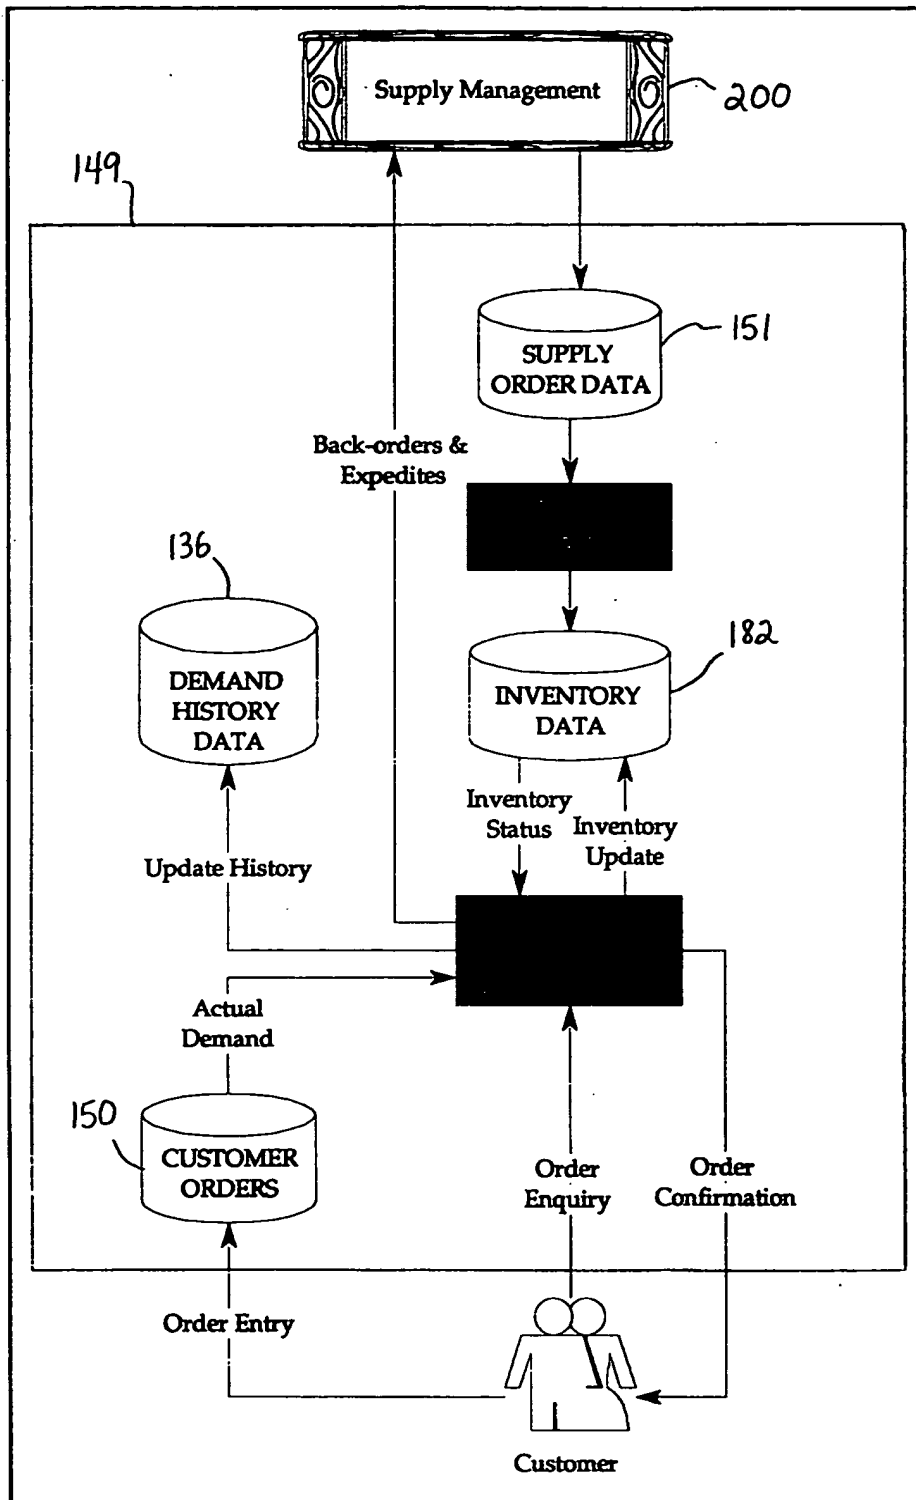 Supply Management
200
149
151
SUPPLY
ORDER DATA
Back-orders &
Expedites
136
182
DEMAND
HISTORY
DATA
INVENTORY
DATA
Inventory
Status
Inventory
Update
Update History
Actual
Demand
150
CUSTOMER
ORDERS
Order
Enquiry
Order
Confirmation
Order Entry
Customer